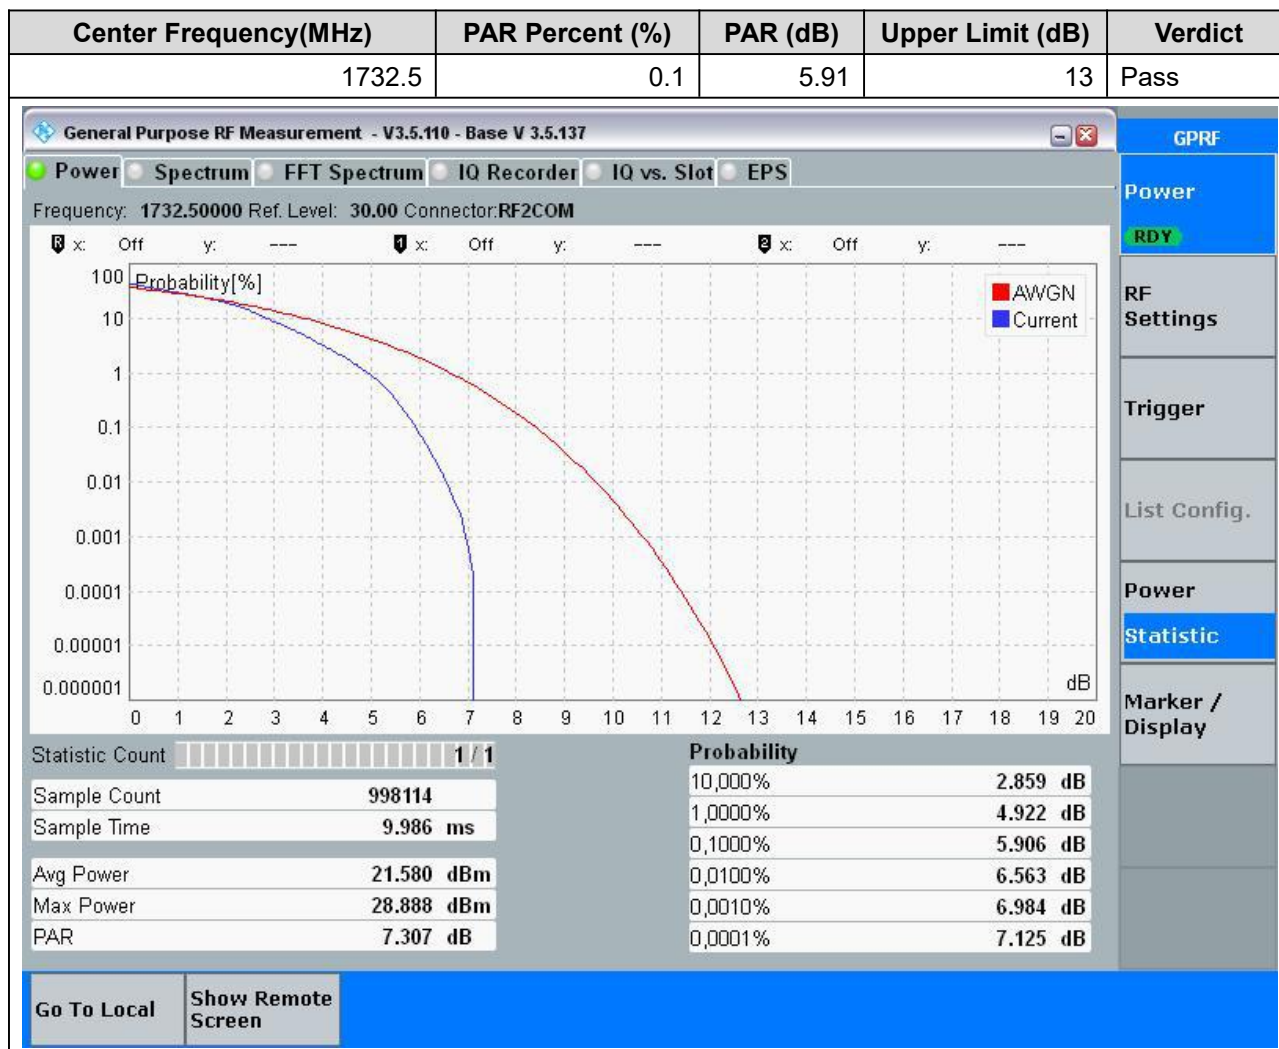 Center Frequency(MHz) PAR Percent (%) PAR (dB) Upper Limit (dB) Verdict
1732.5 0.1 5.91 13 Pass
General Purpose RF Measurement - V3.5.110 - Base V 3.5.137
Power Spectrum FFT Spectrum IQ Recorder IQ vs. Slot EPS
Frequency: 1732.50000 Ref. Level: 30.00 Connector:RF2COM
R x: Off y: --- 1 x: Off y: --- 2 x: Off y: ---
Probability[%]
100
10
1
0.1
0.01
0.001
0.0001
0.00001
0.000001
AWGN
Current
dB
0 1 2 3 4 5 6 7 8 9 10 11 12 13 14 15 16 17 18 19 20
Statistic Count 1 / 1
Sample Count 998114
Sample Time 9.986 ms
Avg Power 21.580 dBm
Max Power 28.888 dBm
PAR 7.307 dB
Probability
10,000% 2.859 dB
1,0000% 4.922 dB
0,1000% 5.906 dB
0,0100% 6.563 dB
0,0010% 6.984 dB
0,0001% 7.125 dB
GPRF
Power
RDY
RF
Settings
Trigger
List Config.
Power
Statistic
Marker /
Display
Go To Local
Show Remote
Screen